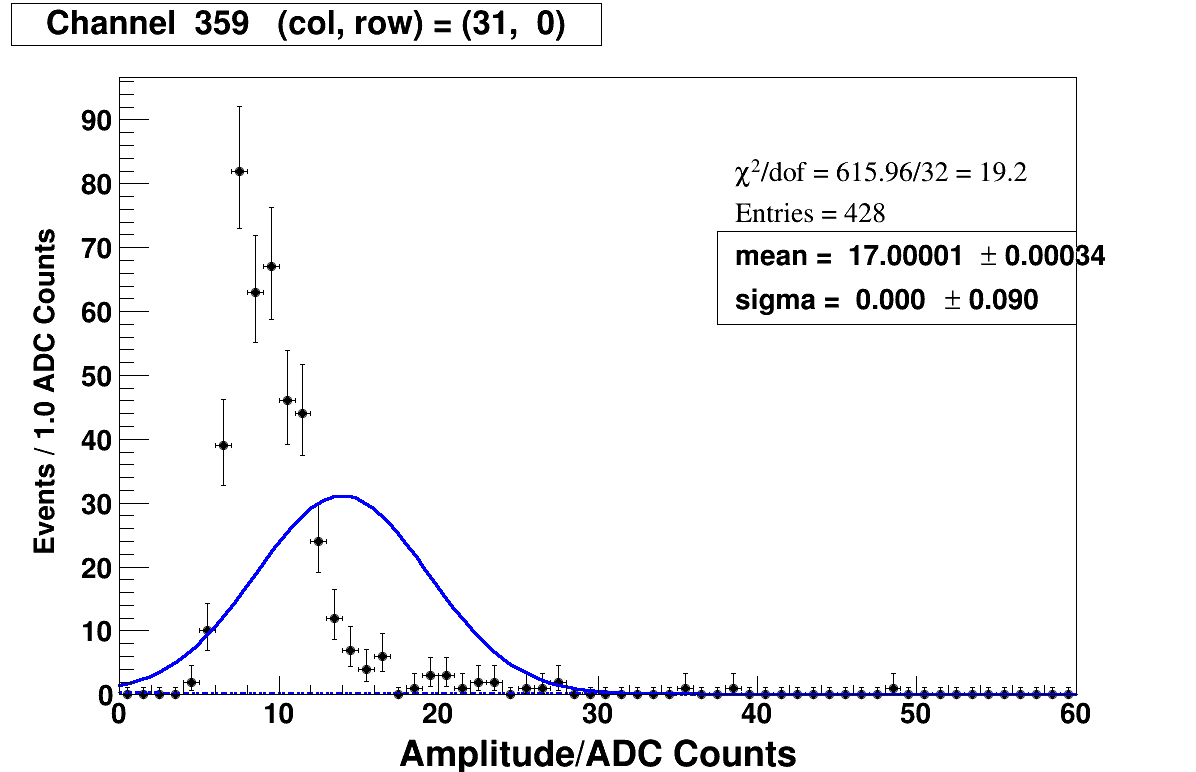 Channel 359 (col, row) = (31, 0)
χ²/dof = 615.96/32 = 19.2
Entries = 428
mean = 17.00001 ± 0.00034
sigma = 0.000 ± 0.090
Events / 1.0 ADC Counts
90
80
70
60
50
40
30
20
10
0
0 10 20 30 40 50 60
Amplitude/ADC Counts